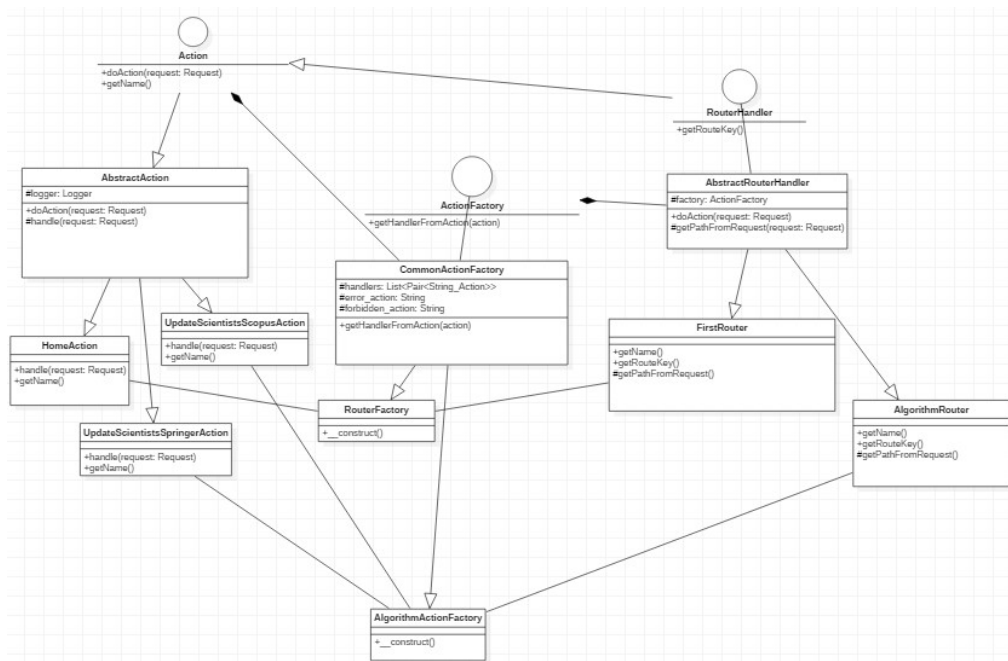 Action
+doAction(request: Request)
+getName()
RouterHandler
+getRouteKey()
AbstractAction
#logger: Logger
+doAction(request: Request)
#handle(request: Request)
ActionFactory
+getHandlerFromAction(action)
AbstractRouterHandler
#factory: ActionFactory
+doAction(request: Request)
#getPathFromRequest(request: Request)
CommonActionFactory
#handlers: List<Pair<String_Action>>
#error_action: String
#forbidden_action: String
+getHandlerFromAction(action)
UpdateScientistsScopusAction
+handle(request: Request)
+getName()
FirstRouter
+getName()
+getRouteKey()
#getPathFromRequest()
HomeAction
+handle(request: Request)
+getName()
RouterFactory
+__construct()
AlgorithmRouter
+getName()
+getRouteKey()
#getPathFromRequest()
UpdateScientistsSpringerAction
+handle(request: Request)
+getName()
AlgorithmActionFactory
+__construct()